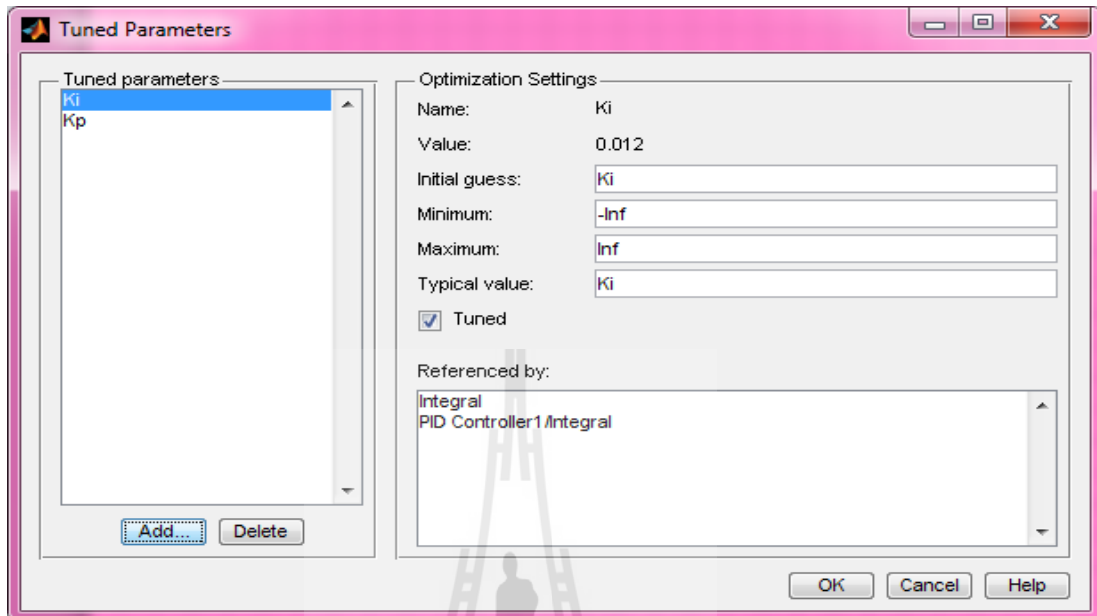 Tuned Parameters
Tuned parameters
Ki
Kp
Add...
Delete
Optimization Settings
Name: Ki
Value: 0.012
Initial guess: Ki
Minimum: -Inf
Maximum: Inf
Typical value: Ki
Tuned
Referenced by:
Integral
PID Controller1/Integral
OK
Cancel
Help